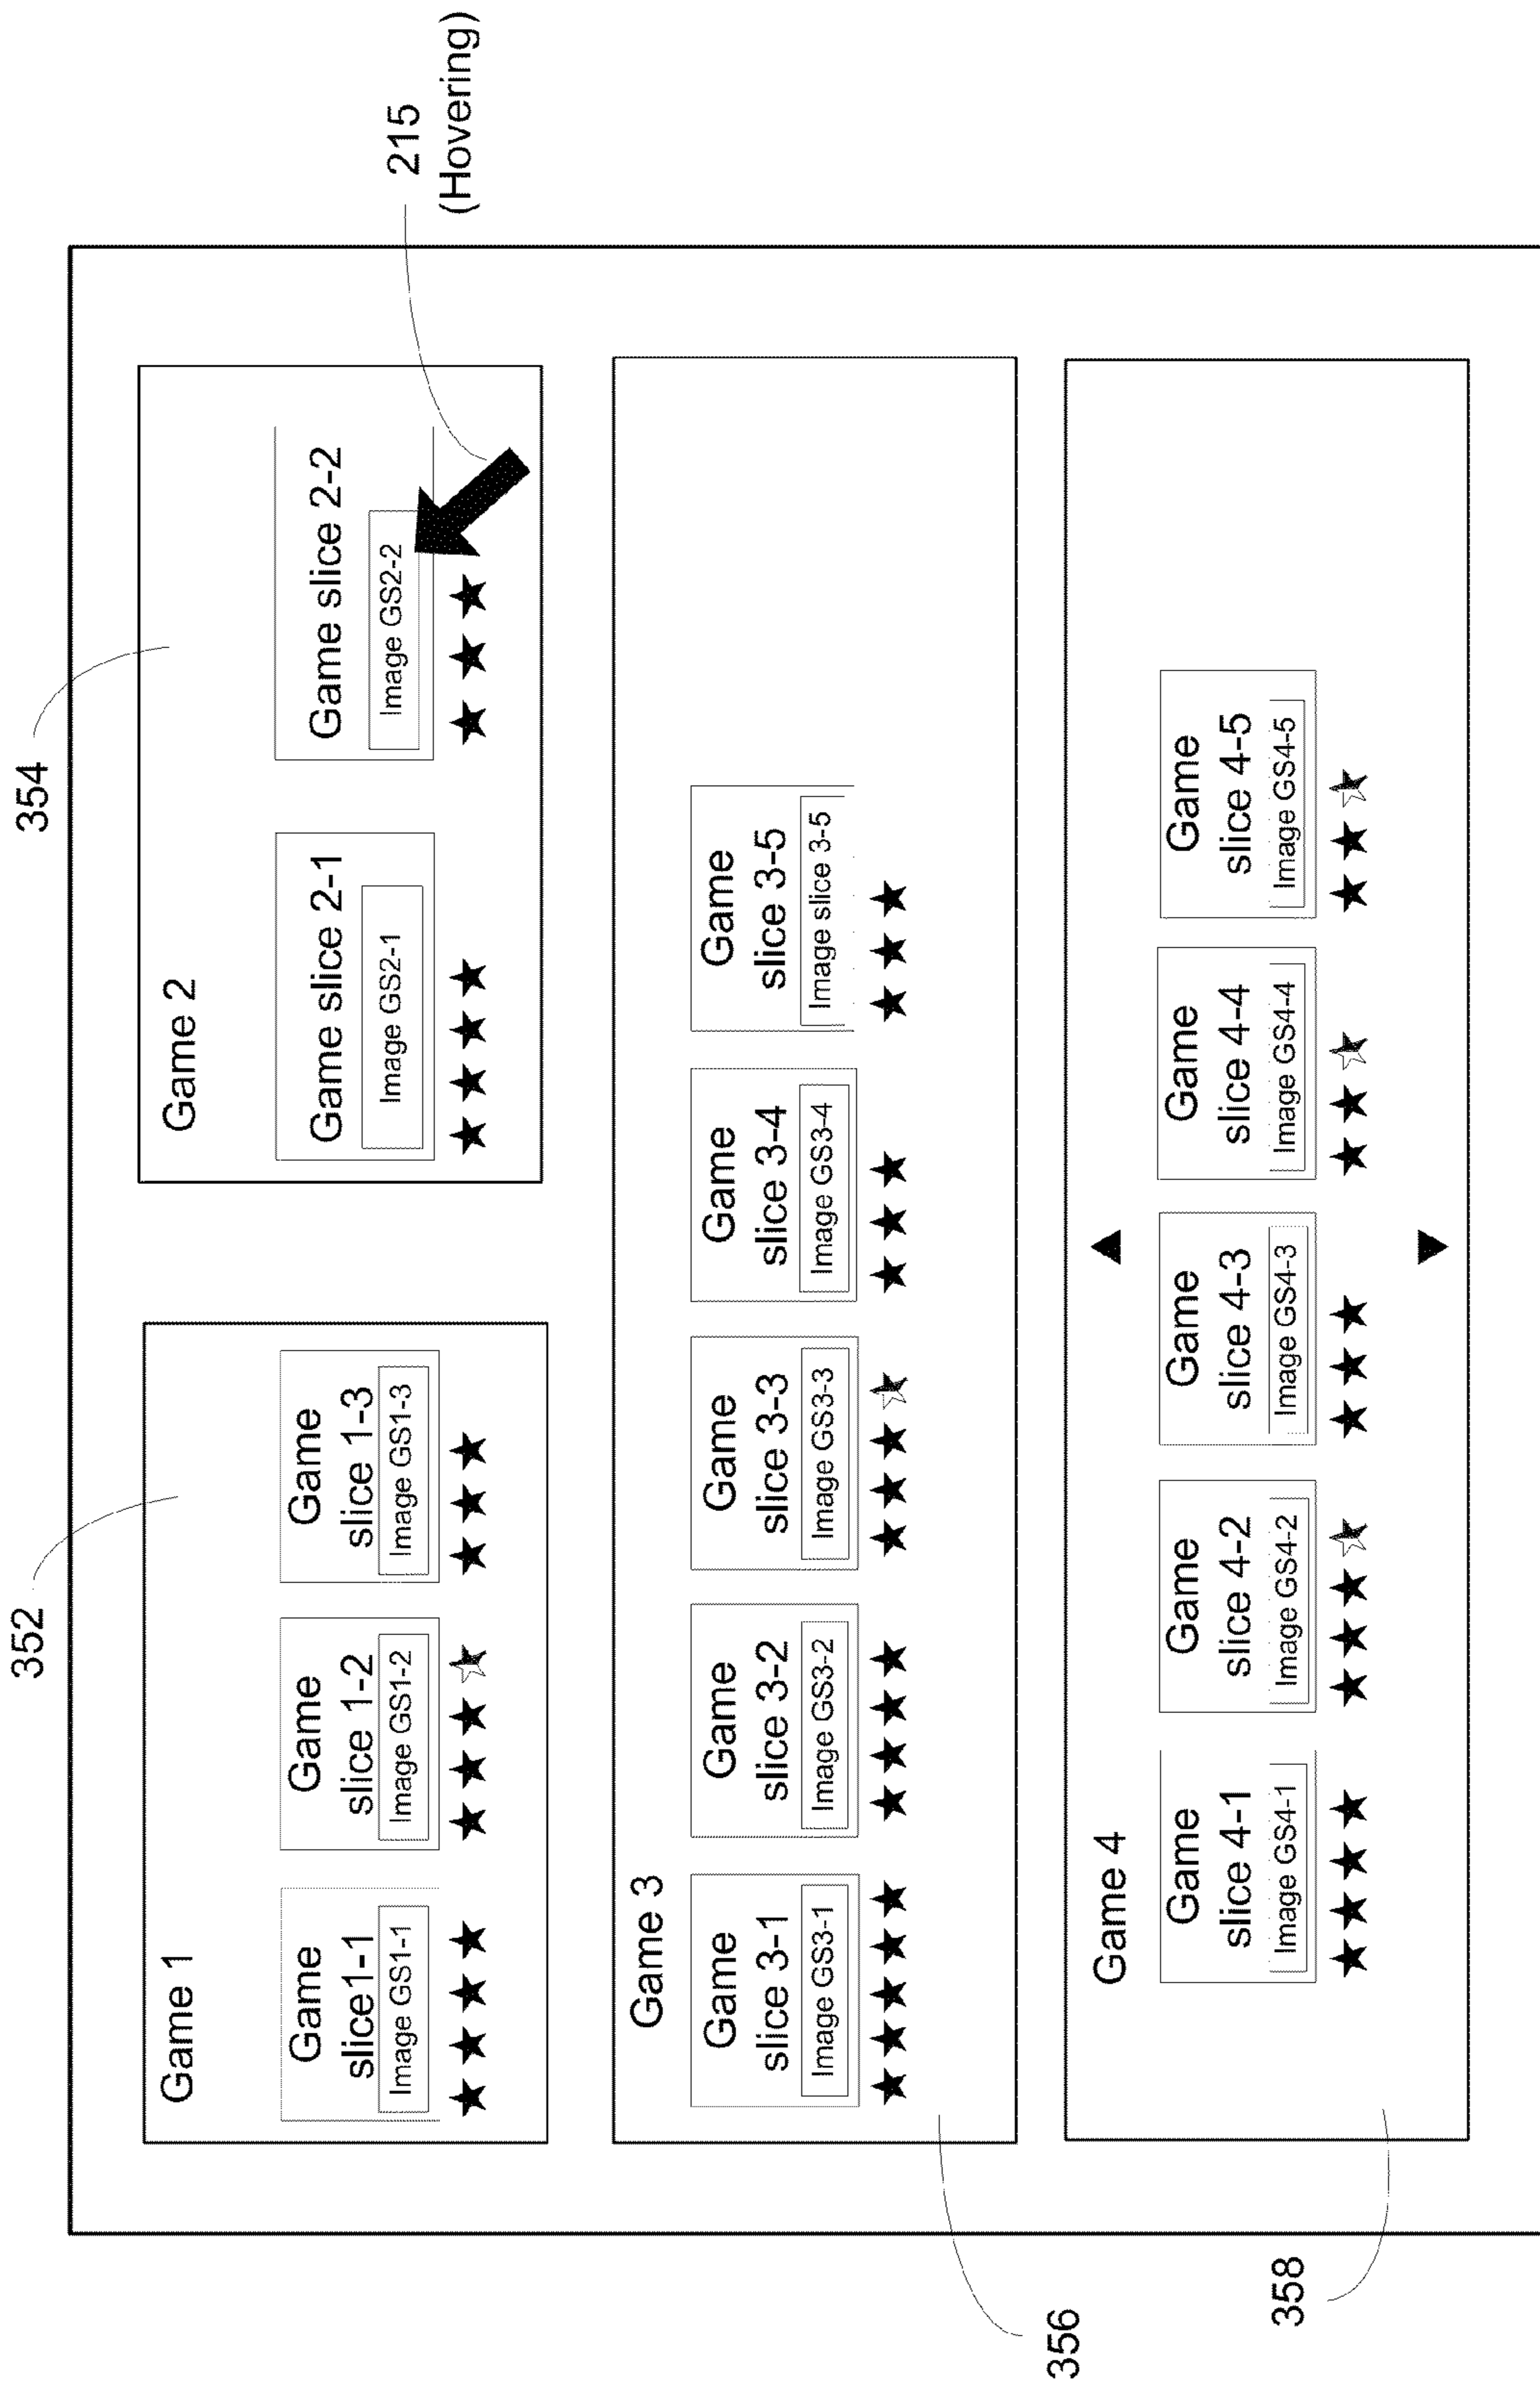 352
354
215
(Hovering)
Game 1
Game
slice1-1
Image GS1-1
Game
slice 1-2
Image GS1-2
Game
slice 1-3
Image GS1-3
Game 2
Game slice 2-1
Image GS2-1
Game slice 2-2
Image GS2-2
Game 3
Game
slice 3-1
Image GS3-1
Game
slice 3-2
Image GS3-2
Game
slice 3-3
Image GS3-3
Game
slice 3-4
Image GS3-4
Game
slice 3-5
Image slice 3-5
356
Game 4
Game
slice 4-1
Image GS4-1
Game
slice 4-2
Image GS4-2
Game
slice 4-3
Image GS4-3
Game
slice 4-4
Image GS4-4
Game
slice 4-5
Image GS4-5
358